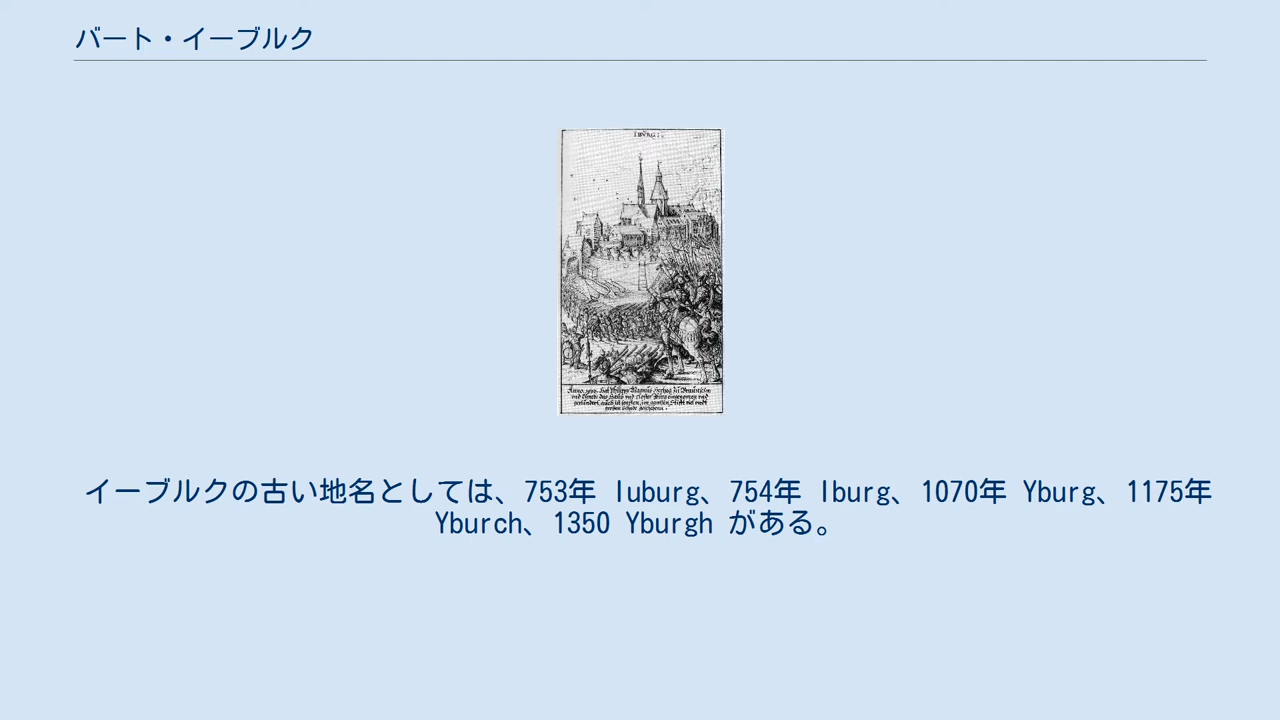 バート・イーブルク
IBVRG:
イーブルクの古い地名としては、753年 Iuburg、754年 Iburg、1070年 Yburg、1175年
Yburch、1350 Yburgh がある。